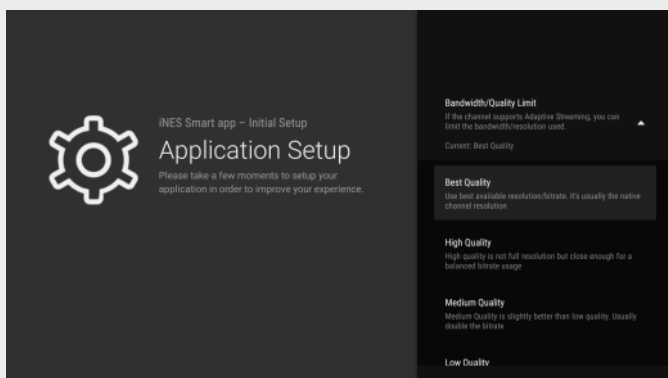 iNES Smart app – Initial Setup
Application Setup
Please take a few moments to setup your
application in order to improve your experience.
Bandwidth/Quality Limit
If the channel supports Adaptive Streaming, you can
limit the bandwidth/resolution used.
Current: Best Quality
Best Quality
Use best available resolution/bitrate. It's usually the native
channel resolution
High Quality
High quality is not full resolution but close enough for a
balanced bitrate usage
Medium Quality
Medium Quality is slightly better than low quality. Usually
double the bitrate
Low Quality